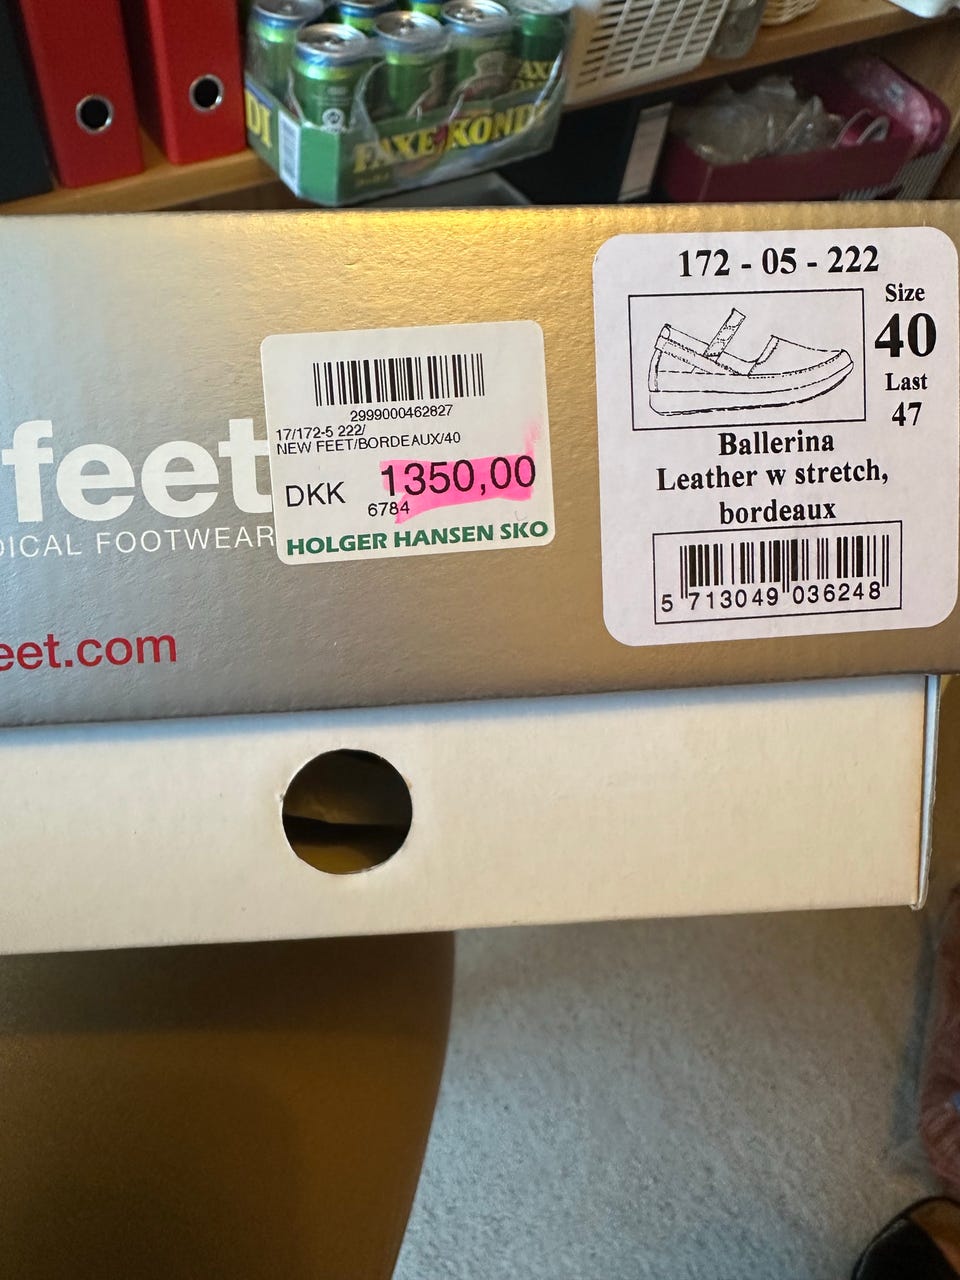 FAXE KONDI
DI
172 - 05 - 222
Size
40
Last
47
Ballerina
Leather w stretch,
bordeaux
5 713049 036248
2999000462827
17/172-5 222/
NEW FEET/BORDEAUX/40
DKK 1350,00
6784
HOLGER HANSEN SKO
feet
DICAL FOOTWEAR
eet.com